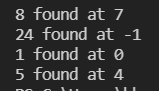 8 found at 7
24 found at -1
1 found at 0
5 found at 4